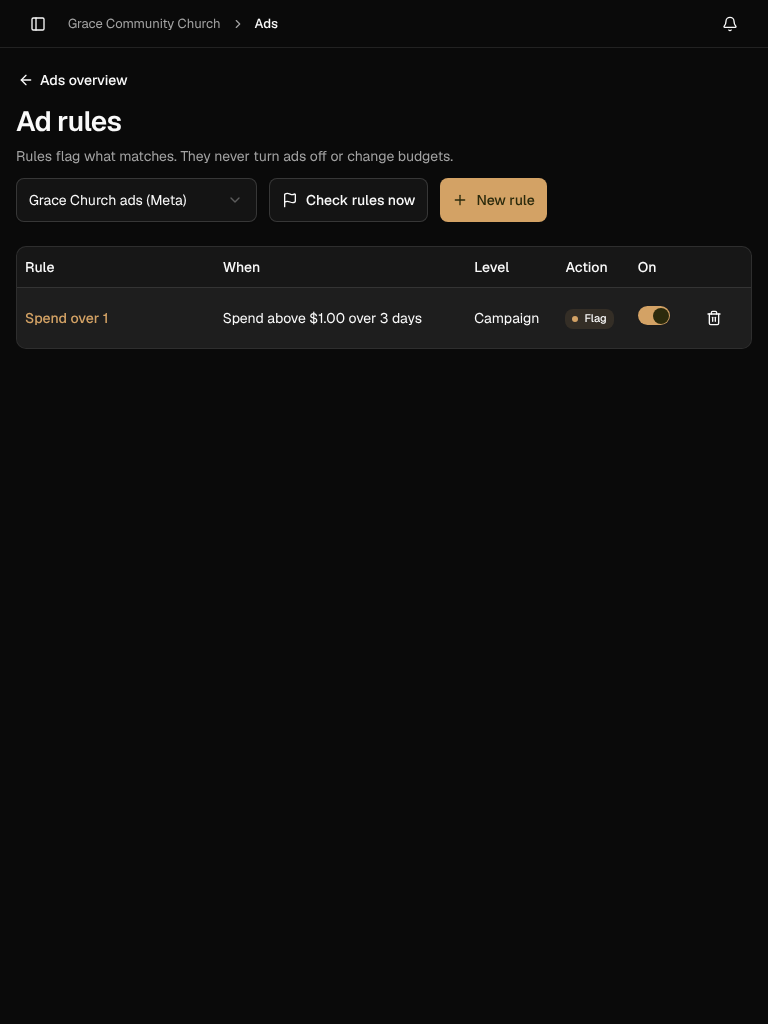 Grace Community Church > Ads
Ads overview
Ad rules
Rules flag what matches. They never turn ads off or change budgets.
Grace Church ads (Meta) Check rules now New rule
Rule When Level Action On
Spend over 1 Spend above $1.00 over 3 days Campaign Flag